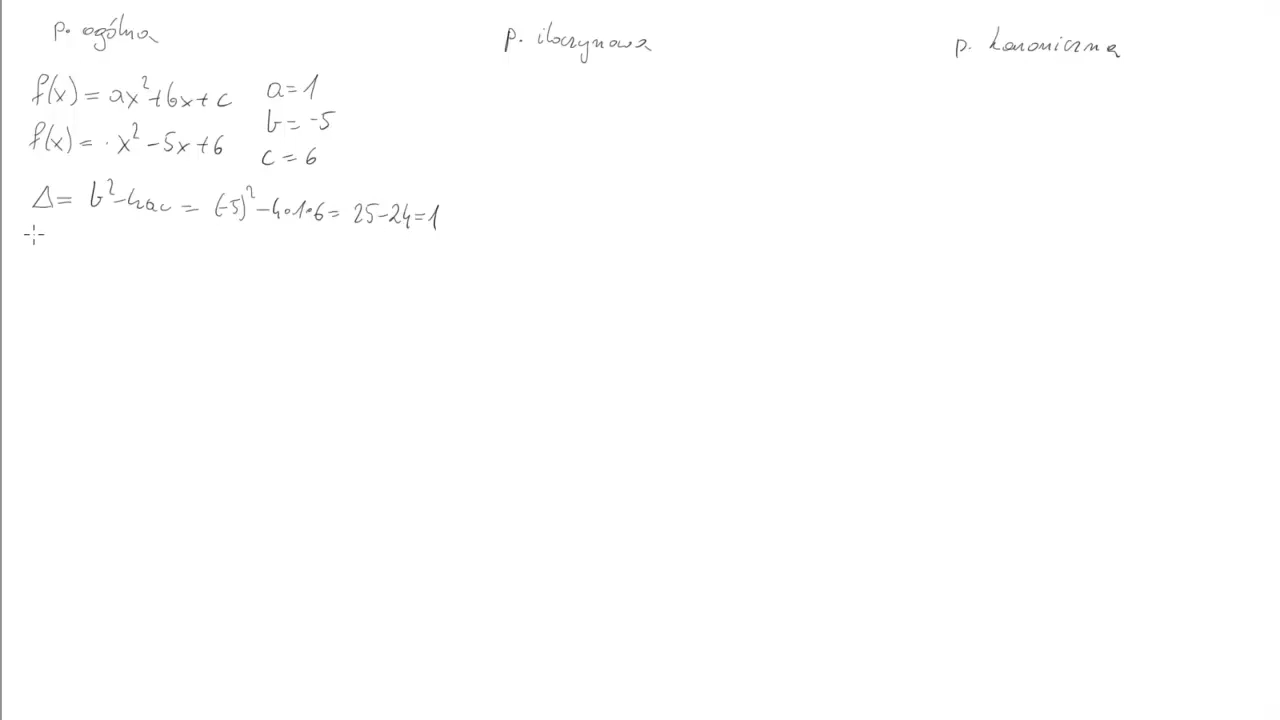 p. ogólna
p. iloczynowa
p. kanoniczna
f(x) = ax²+bx+c
a=1
b=-5
f(x) = x²-5x+6
c=6
Δ= b²-4ac = (-5)²-4•1•6= 25-24=1